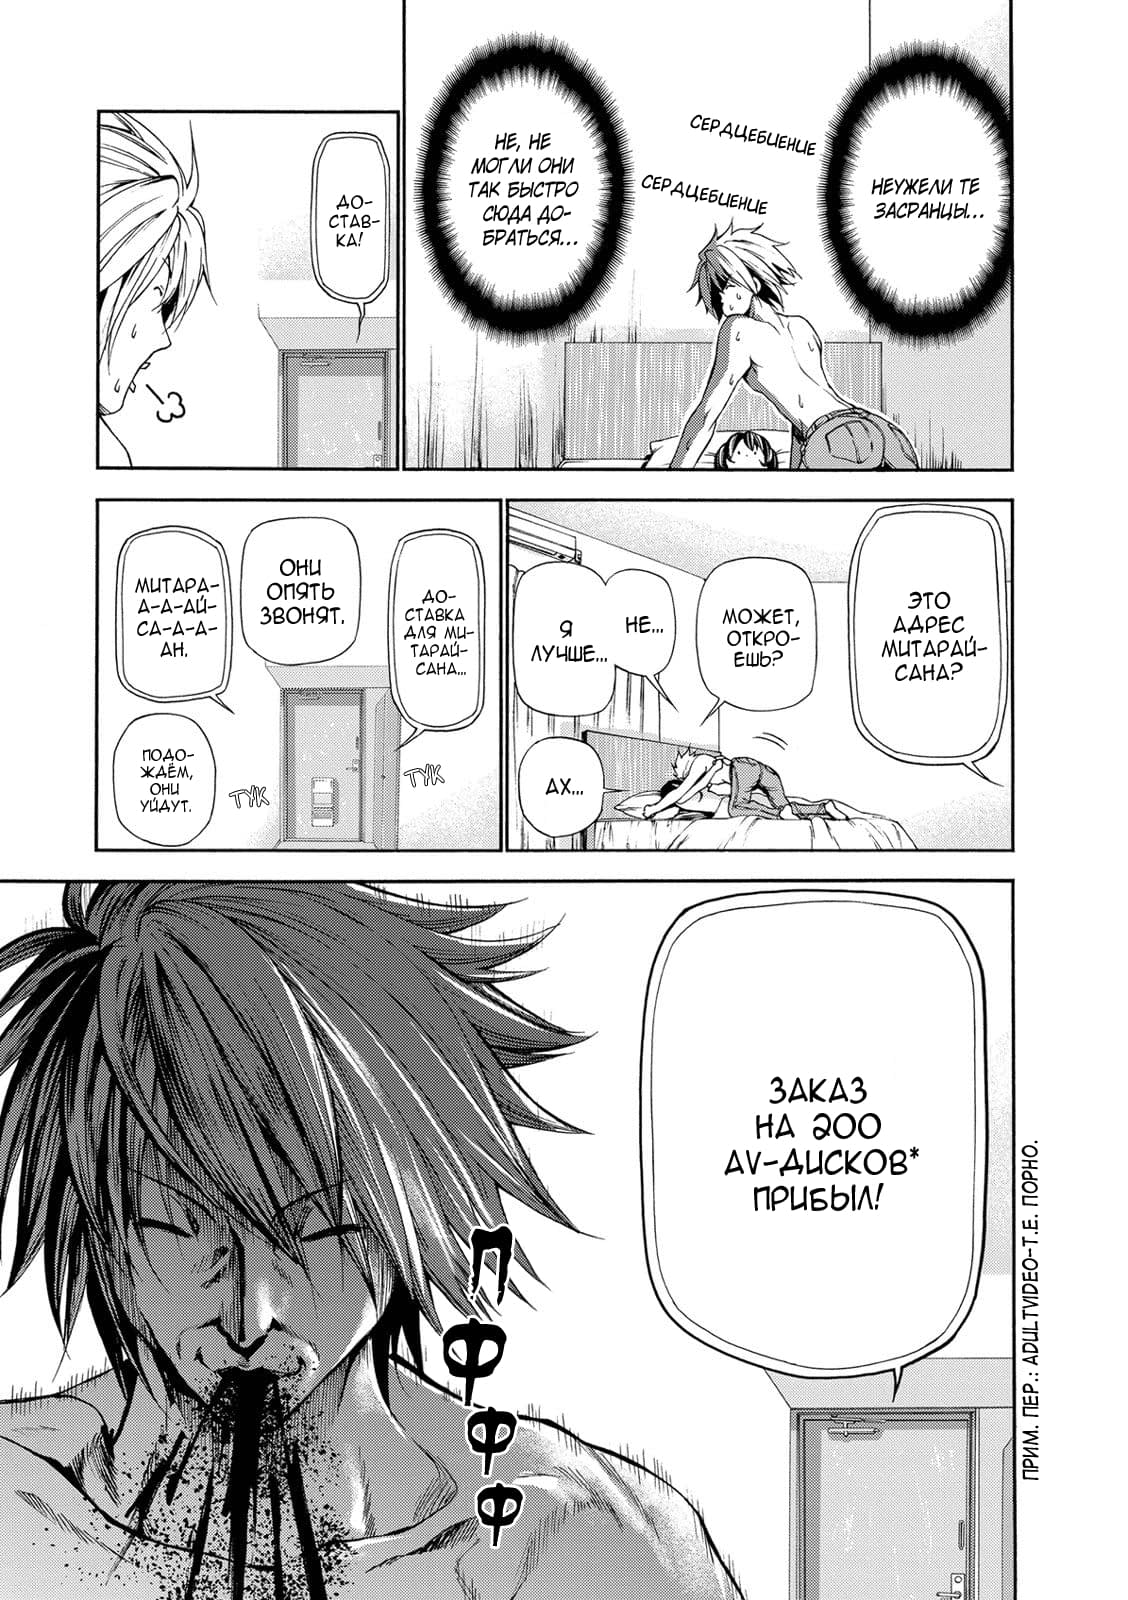 НЕУЖЕЛИ ТЕ
ЗАСРАНЦЫ...
СЕРДЦЕБИЕНИЕ
СЕРДЦЕБИЕНИЕ
НЕ, НЕ
МОГЛИ ОНИ
ТАК БЫСТРО
СЮДА ДО-
БРАТЬСЯ...
ДО-
СТАВ-
КА!
ЭТО
АДРЕС
МИТАРАЙ-
САНА?
МОЖЕТ,
ОТКРО-
ЕШЬ?
НЕ...
Я
ЛУЧШЕ...
АХ...
ДО-
СТАВКА
ДЛЯ МИ-
ТАРАЙ-
САНА...
ТУК
ОНИ
ОПЯТЬ
ЗВОНЯТ.
МИТАРА-
А-А-АЙ-
СА-А-А-
АН.
ТУК
ПОДО-
ЖДЁМ,
ОНИ
УЙДУТ.
ЗАКАЗ
НА 200
AV-ДИСКОВ*
ПРИБЫЛ!
ПФФФ
ПРИМ. ПЕР.: ADULTVIDEO-Т.Е. ПОРНО.